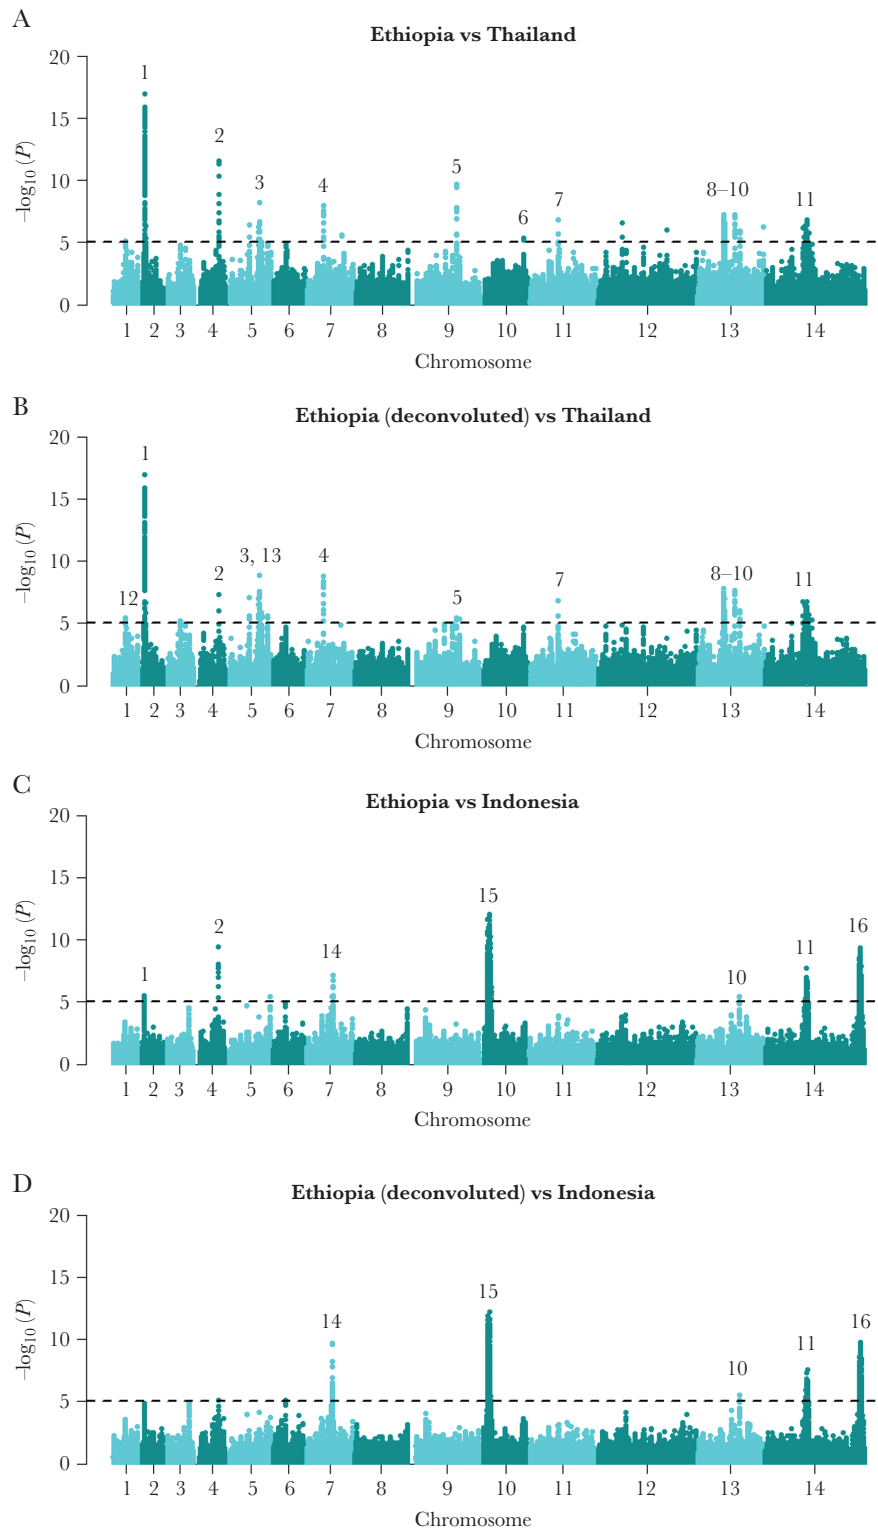 A
Ethiopia vs Thailand
–log10 (P)
20
15
10
5
0
1
2
3
4
5
6
7
8–10
11
1 2 3 4 5 6 7 8 9 10 11 12 13 14
Chromosome
B
Ethiopia (deconvoluted) vs Thailand
–log10 (P)
20
15
10
5
0
12
1
2
3, 13
4
5
7
8–10
11
1 2 3 4 5 6 7 8 9 10 11 12 13 14
Chromosome
C
Ethiopia vs Indonesia
–log10 (P)
20
15
10
5
0
1
2
14
15
10
11
16
1 2 3 4 5 6 7 8 9 10 11 12 13 14
Chromosome
D
Ethiopia (deconvoluted) vs Indonesia
–log10 (P)
20
15
10
5
0
14
15
10
11
16
1 2 3 4 5 6 7 8 9 10 11 12 13 14
Chromosome